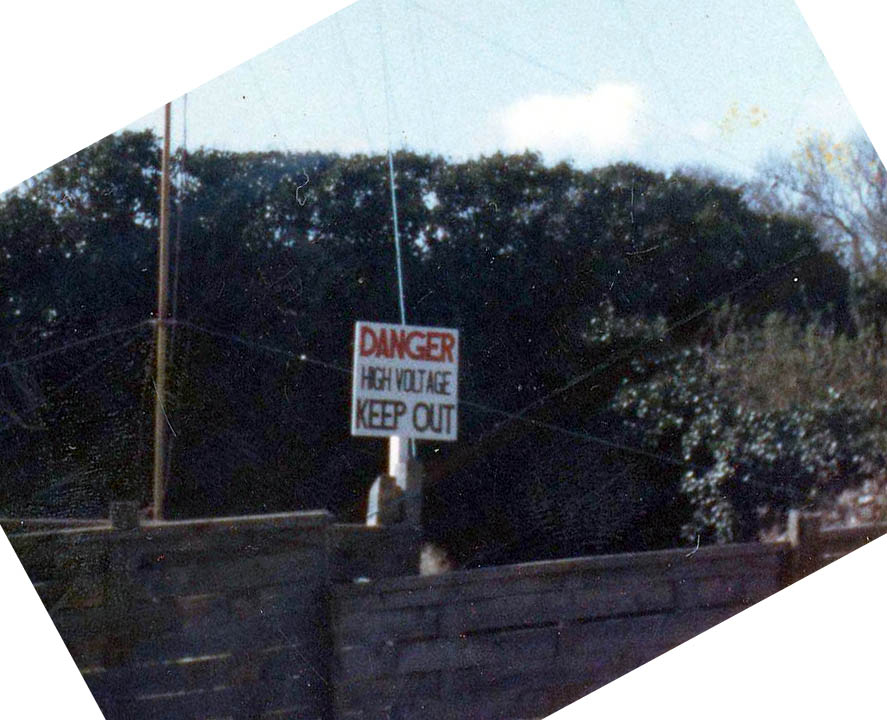 DANGER
HIGH VOLTAGE
KEEP OUT